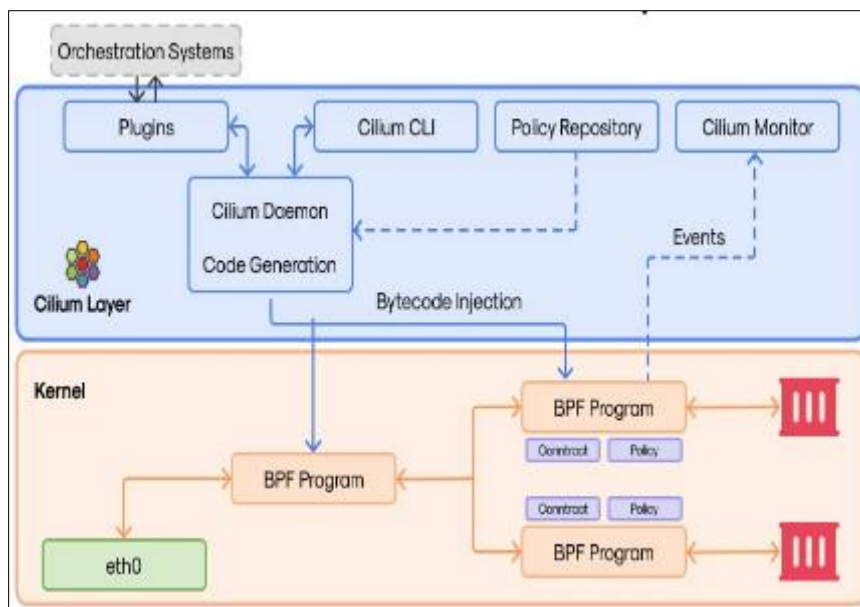 Orchestration Systems
Plugins
Cilium CLI
Policy Repository
Cilium Monitor
Cilium Daemon
Code Generation
Events
Cilium Layer
Bytecode Injection
Kernel
BPF Program
Policy
BPF Program
Policy
BPF Program
eth0